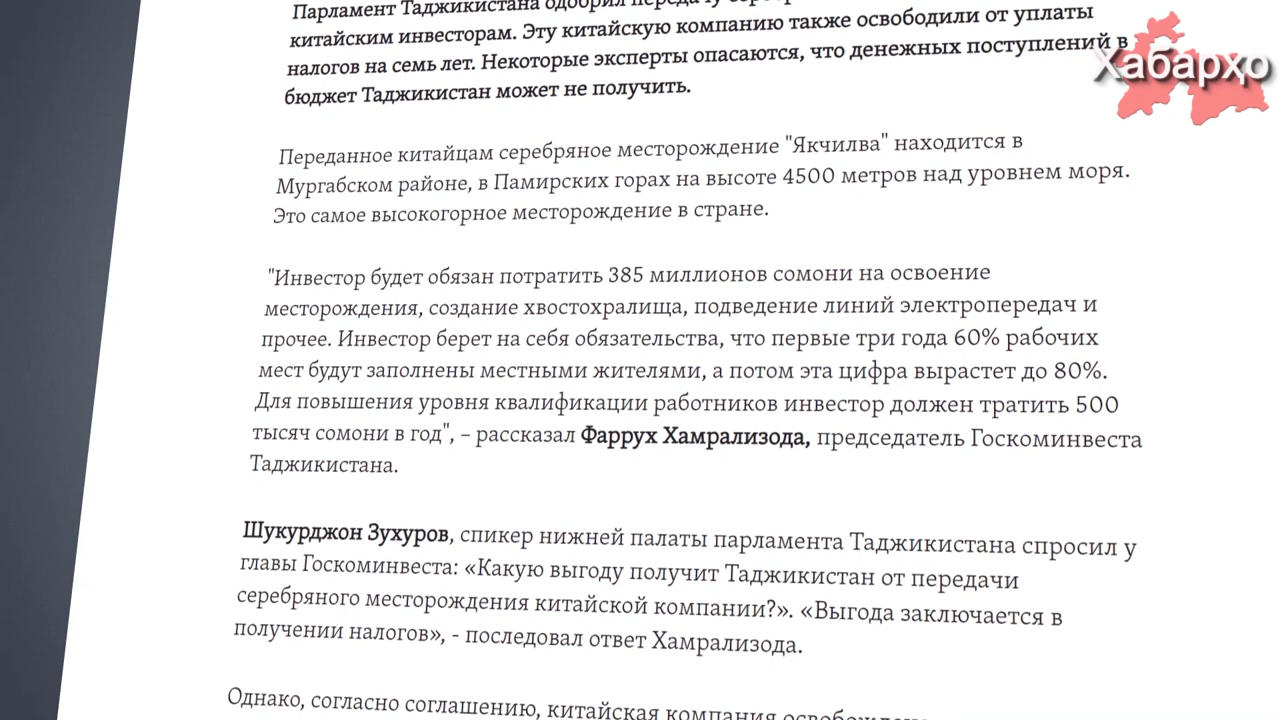 Парламент Таджикистана одобрил передачу
китайским инвесторам. Эту китайскую компанию также освободили от уплаты
налогов на семь лет. Некоторые эксперты опасаются, что денежных поступлений в
бюджет Таджикистан может не получить.
Хабарҳо
Переданное китайцам серебряное месторождение "Якчилва" находится в
Мургабском районе, в Памирских горах на высоте 4500 метров над уровнем моря.
Это самое высокогорное месторождение в стране.
"Инвестор будет обязан потратить 385 миллионов сомони на освоение
месторождения, создание хвостохралища, подведение линий электропередач и
прочее. Инвестор берет на себя обязательства, что первые три года 60% рабочих
мест будут заполнены местными жителями, а потом эта цифра вырастет до 80%.
Для повышения уровня квалификации работников инвестор должен тратить 500
тысяч сомони в год", – рассказал Фаррух Хамрализода, председатель Госкоминвеста
Таджикистана.
Шукурджон Зухуров, спикер нижней палаты парламента Таджикистана спросил у
главы Госкоминвеста: «Какую выгоду получит Таджикистан от передачи
серебряного месторождения китайской компании?». «Выгода заключается в
получении налогов», - последовал ответ Хамрализода.
Однако, согласно соглашению, китайская компания